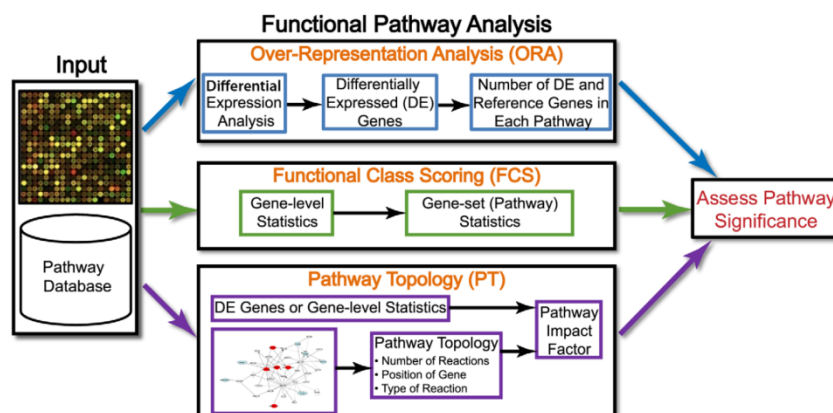 Functional Pathway Analysis
Input
Pathway
Database
Over-Representation Analysis (ORA)
Differential
Expression
Analysis
Differentially
Expressed (DE)
Genes
Number of DE and
Reference Genes in
Each Pathway
Functional Class Scoring (FCS)
Gene-level
Statistics
Gene-set (Pathway)
Statistics
Pathway Topology (PT)
DE Genes or Gene-level Statistics
Pathway Topology
• Number of Reactions
• Position of Gene
• Type of Reaction
Pathway
Impact
Factor
Assess Pathway
Significance